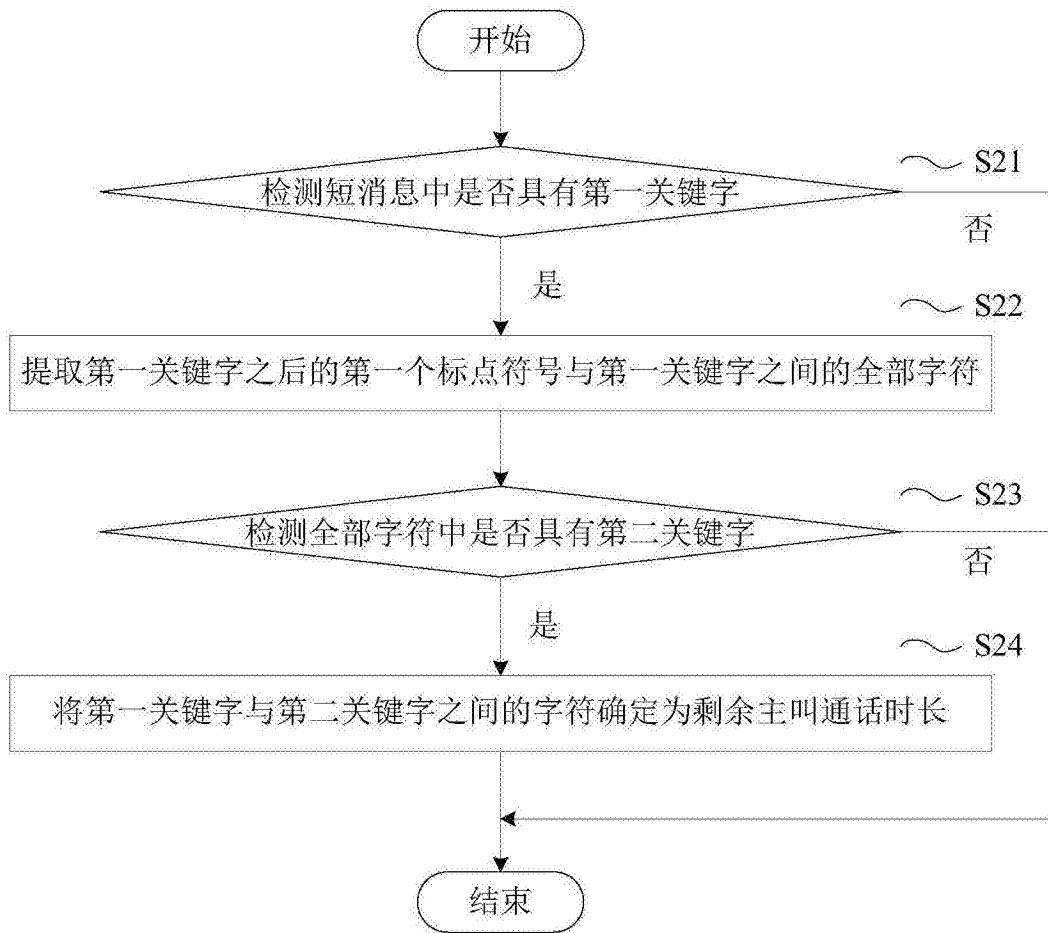 开始
S21
检测短消息中是否具有第一关键字
否
是
S22
提取第一关键字之后的第一个标点符号与第一关键字之间的全部字符
S23
检测全部字符中是否具有第二关键字
否
是
S24
将第一关键字与第二关键字之间的字符确定为剩余主叫通话时长
结束